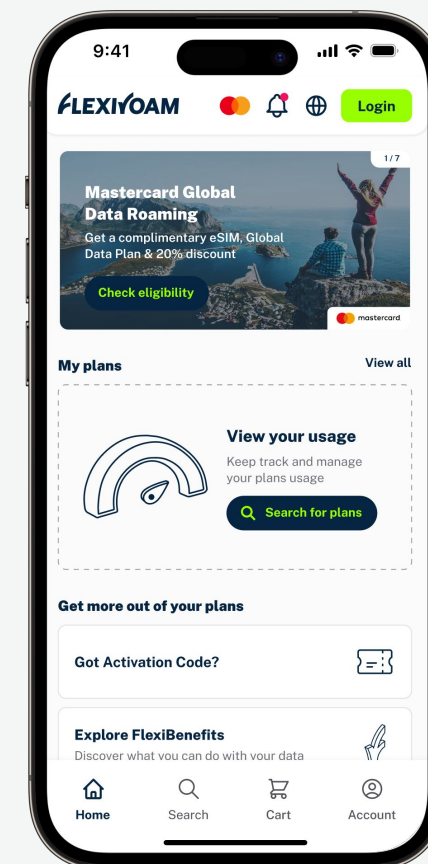 9:41
FLEXIROAM
Login
1/7
Mastercard Global
Data Roaming
Get a complimentary eSIM, Global
Data Plan & 20% discount
Check eligibility
mastercard
My plans
View all
View your usage
Keep track and manage
your plans usage
Search for plans
Get more out of your plans
Got Activation Code?
Explore FlexiBenefits
Discover what you can do with your data
Home
Search
Cart
Account